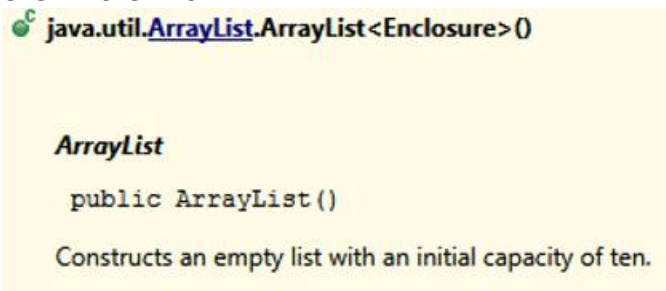 java.util.ArrayList.ArrayList<Enclosure>()
ArrayList
public ArrayList()
Constructs an empty list with an initial capacity of ten.